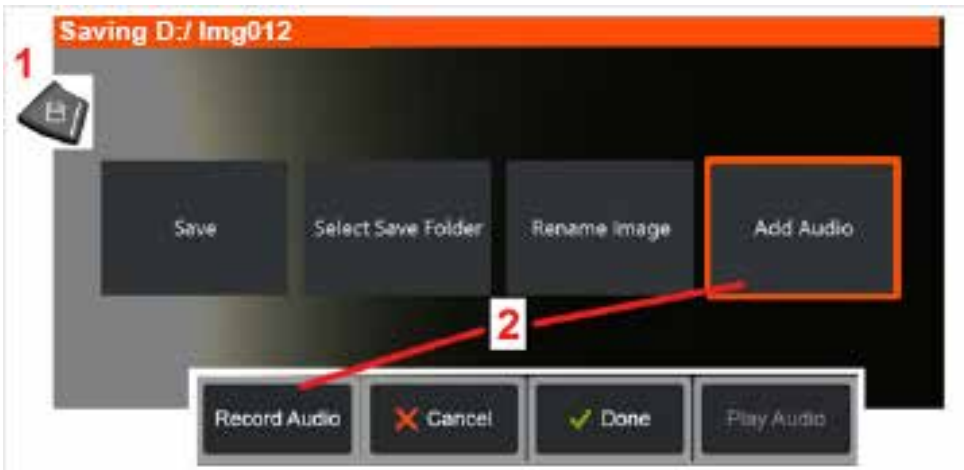 Saving D:/ Img012
1
Save
Select Save Folder
Rename Image
Add Audio
2
Record Audio
Cancel
Done
Play Audio